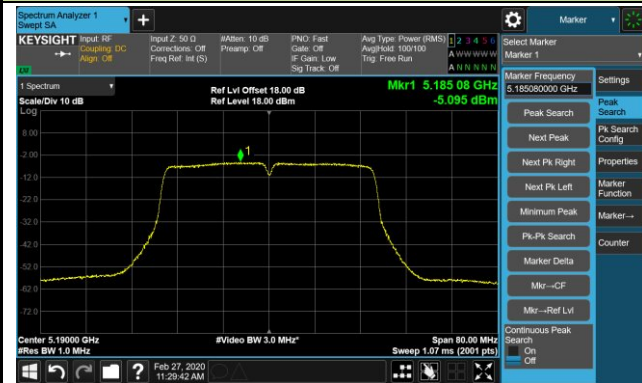 Spectrum Analyzer 1
Swept SA
+
Marker
KEYSIGHT
Input: RF
Coupling: DC
Align: Off
Input Z: 50 Ω
Corrections: Off
Freq Ref: Int (S)
#Atten: 10 dB
Preamp: Off
PNO: Fast
Gate: Off
IF Gain: Low
Sig Track: Off
Avg Type: Power (RMS)
Avg|Hold: 100/100
Trig: Free Run
1 2 3 4 5 6
A W W W W W
A N N N N N
Select Marker
Marker 1
1 Spectrum
Scale/Div 10 dB
Log
Ref Lvl Offset 18.00 dB
Ref Level 18.00 dBm
Mkr1 5.185 08 GHz
-5.095 dBm
8.00
-2.00
-12.0
-22.0
-32.0
-42.0
-52.0
-62.0
-72.0
1
Center 5.19000 GHz
#Res BW 1.0 MHz
#Video BW 3.0 MHz*
Span 80.00 MHz
Sweep 1.07 ms (2001 pts)
Marker Frequency
5.185080000 GHz
Peak Search
Next Peak
Next Pk Right
Next Pk Left
Minimum Peak
Pk-Pk Search
Marker Delta
Mkr→CF
Mkr→Ref Lvl
Continuous Peak
Search
On
Off
Settings
Peak
Search
Pk Search
Config
Properties
Marker
Function
Marker→
Counter
?
Feb 27, 2020
11:29:42 AM